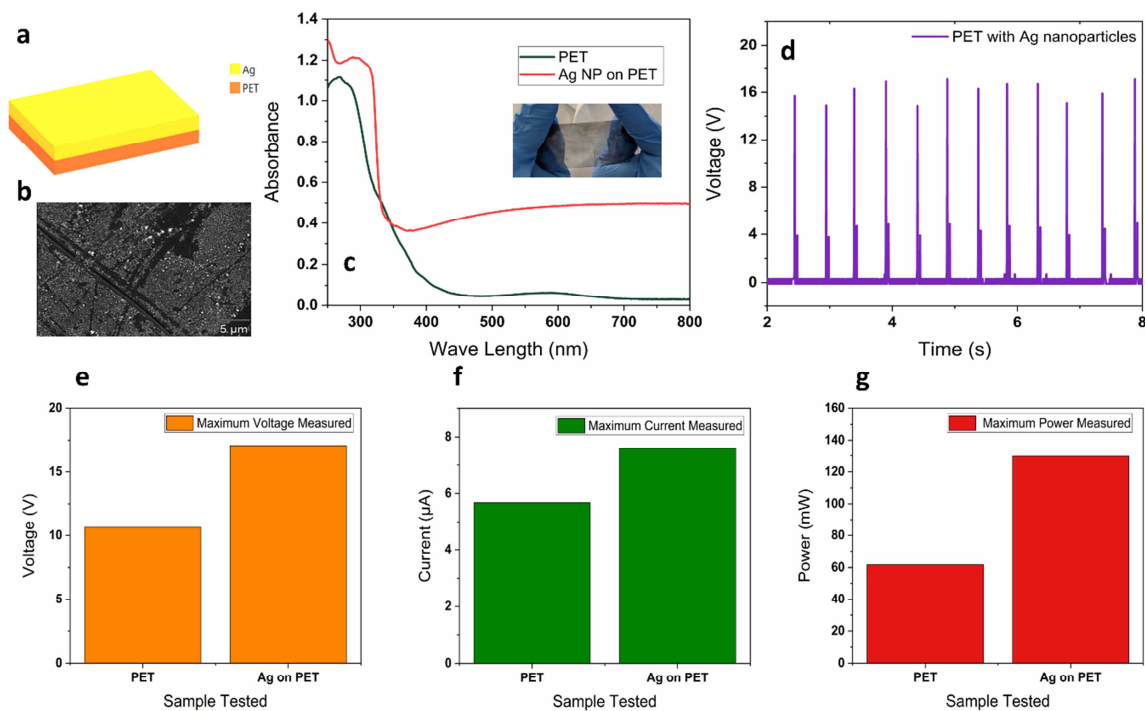 a
Ag
PET
b
5 µm
1.4
1.2
1.0
0.8
0.6
0.4
0.2
0.0
Absorbance
PET
Ag NP on PET
c
300
400
500
600
700
800
Wave Length (nm)
d
PET with Ag nanoparticles
20
16
12
8
4
0
Voltage (V)
2
4
6
8
Time (s)
e
Maximum Voltage Measured
20
15
10
5
0
Voltage (V)
PET
Ag on PET
Sample Tested
f
Maximum Current Measured
8
6
4
2
0
Current (µA)
PET
Ag on PET
Sample Tested
g
Maximum Power Measured
160
140
120
100
80
60
40
20
0
Power (mW)
PET
Ag on PET
Sample Tested